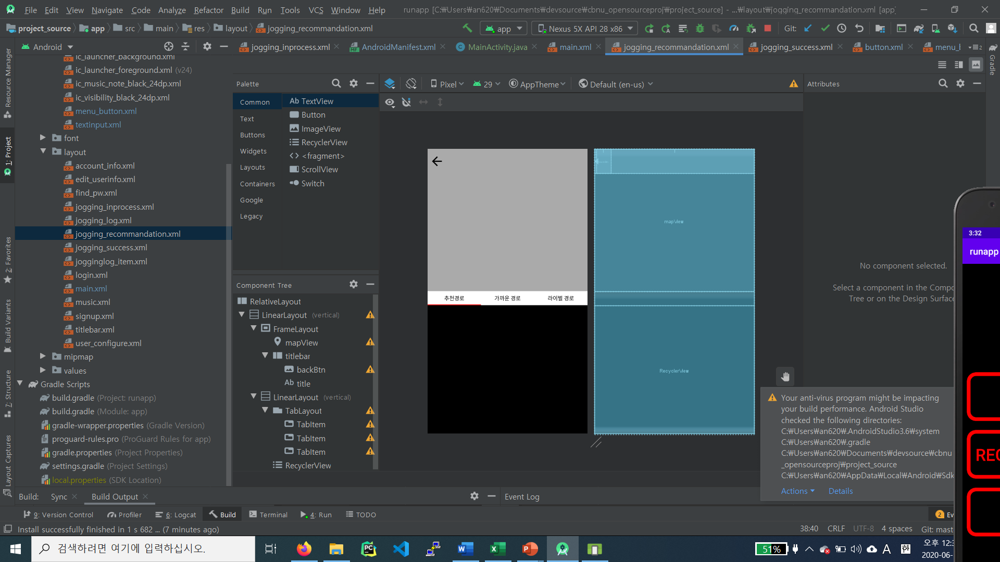 File Edit View Navigate Code Analyze Refactor Build Run Tools VCS Window Help runapp [C:₩Users₩an620₩Documents₩devsource₩cbnu_opensourceproj₩project_source] - ...₩layout₩jogging_recommandation.xml [app]
project_source app src main res layout jogging_recommandation.xml app Nexus 5X API 28 x86 Git:
Android jogging_inprocess.xml AndroidManifest.xml MainActivity.java main.xml jogging_recommandation.xml jogging_success.xml button.xml menu_b 2
Resource Manager
1: Project
2: Favorites
Build Variants
7: Structure
Layout Captures
Gradle
ic_launcher_background.xml
ic_launcher_foreground.xml (v24)
ic_music_note_black_24dp.xml
ic_visibility_black_24dp.xml
menu_button.xml
textinput.xml
font
layout
account_info.xml
edit_userinfo.xml
find_pw.xml
jogging_inprocess.xml
jogging_log.xml
jogging_recommandation.xml
jogging_success.xml
jogginglog_item.xml
login.xml
main.xml
music.xml
signup.xml
titlebar.xml
user_configure.xml
mipmap
values
Gradle Scripts
build.gradle (Project: runapp)
build.gradle (Module: app)
gradle-wrapper.properties (Gradle Version)
proguard-rules.pro (ProGuard Rules for app)
gradle.properties (Project Properties)
settings.gradle (Project Settings)
local.properties (SDK Location)
Palette
Common
Text
Buttons
Widgets
Layouts
Containers
Google
Legacy
Ab TextView
Button
ImageView
RecyclerView
<fragment>
ScrollView
Switch
Component Tree
RelativeLayout
LinearLayout (vertical)
FrameLayout
mapView
titlebar
backBtn
Ab title
LinearLayout (vertical)
TabLayout
TabItem
TabItem
TabItem
RecyclerView
Pixel 29 AppTheme Default (en-us)
추천경로 가까운 경로 라이벌 경로
mapView
RecyclerView
Attributes
No component selected.
Select a component in the Compo
Tree or on the Design Surface
3:32
runapp
REC
Your anti-virus program might be impacting
your build performance. Android Studio
checked the following directories:
C:₩Users₩an620₩.AndroidStudio3.6₩system
C:₩Users₩an620₩.gradle
C:₩Users₩an620₩Documents₩devsource₩cbnu
_opensourceproj₩project_source
C:₩Users₩an620₩AppData₩Local₩Android₩Sdk
Actions Details
Build: Sync Build Output Event Log
9: Version Control Profiler 6: Logcat Build Terminal 4: Run TODO 2 Ev
Install successfully finished in 1 s 682 ... (7 minutes ago) 38:40 CRLF UTF-8 4 spaces Git: mast
검색하려면 여기에 입력하십시오. 51% A 한
오후 12:3
2020-06-